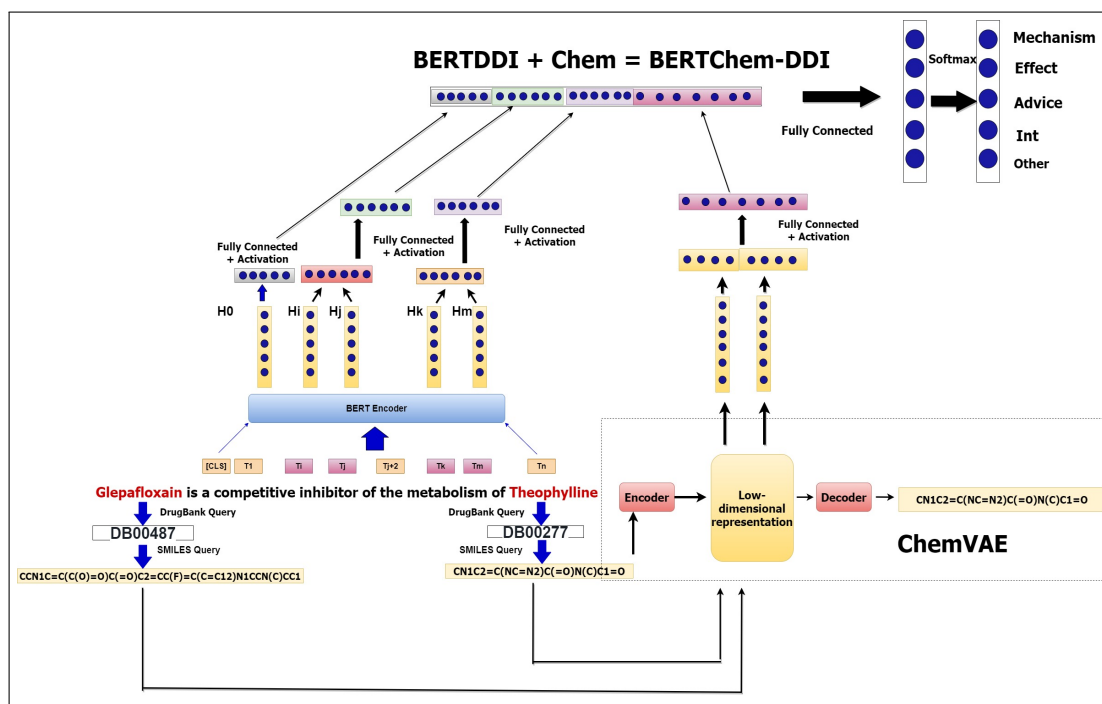 BERTDDI + Chem = BERTChem-DDI
Softmax
Mechanism
Effect
Advice
Int
Other
Fully Connected
Fully Connected
+ Activation
Fully Connected
+ Activation
Fully Connected
+ Activation
Fully Connected
+ Activation
H0
Hi
Hj
Hk
Hm
BERT Encoder
[CLS]
T1
Ti
Tj
Tj+2
Tk
Tm
Tn
Glepafloxain is a competitive inhibitor of the metabolism of Theophylline
DrugBank Query
DB00487
SMILES Query
CCN1C=C(C(O)=O)C(=O)C2=CC(F)=C(C=C12)N1CCN(C)CC1
DrugBank Query
DB00277
SMILES Query
CN1C2=C(NC=N2)C(=O)N(C)C1=O
Encoder
Low-
dimensional
representation
Decoder
CN1C2=C(NC=N2)C(=O)N(C)C1=O
ChemVAE